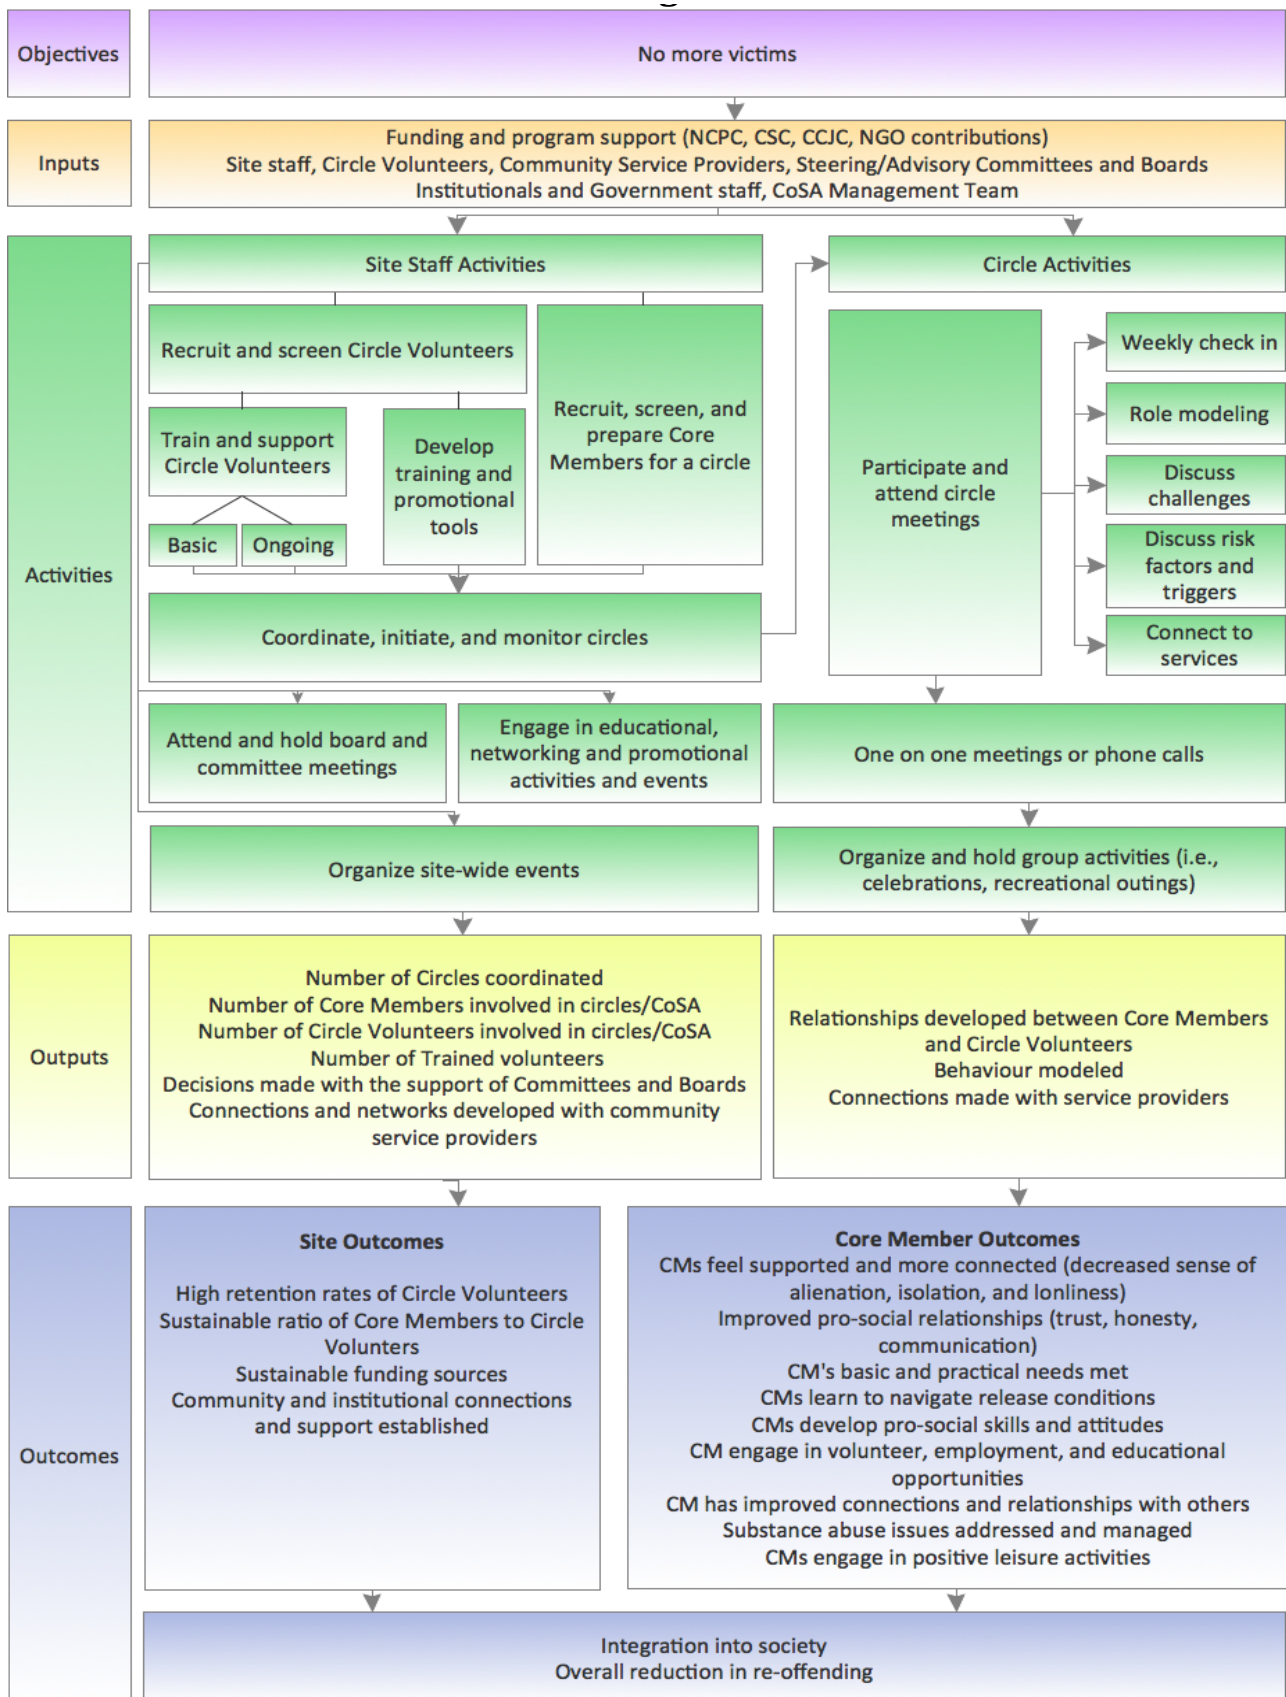 Objectives
No more victims
Inputs
Funding and program support (NCPC, CSC, CCJC, NGO contributions)
Site staff, Circle Volunteers, Community Service Providers, Steering/Advisory Committees and Boards
Institutionals and Government staff, CoSA Management Team
Activities
Site Staff Activities
Recruit and screen Circle Volunteers
Train and support
Circle Volunteers
Basic
Ongoing
Develop
training and
promotional
tools
Recruit, screen, and
prepare Core
Members for a circle
Coordinate, initiate, and monitor circles
Attend and hold board and
committee meetings
Engage in educational,
networking and promotional
activities and events
Organize site-wide events
Circle Activities
Participate and
attend circle
meetings
Weekly check in
Role modeling
Discuss
challenges
Discuss risk
factors and
triggers
Connect to
services
One on one meetings or phone calls
Organize and hold group activities (i.e.,
celebrations, recreational outings)
Outputs
Number of Circles coordinated
Number of Core Members involved in circles/CoSA
Number of Circle Volunteers involved in circles/CoSA
Number of Trained volunteers
Decisions made with the support of Committees and Boards
Connections and networks developed with community
service providers
Relationships developed between Core Members
and Circle Volunteers
Behaviour modeled
Connections made with service providers
Outcomes
Site Outcomes
High retention rates of Circle Volunteers
Sustainable ratio of Core Members to Circle
Volunters
Sustainable funding sources
Community and institutional connections
and support established
Core Member Outcomes
CMs feel supported and more connected (decreased sense of
alienation, isolation, and lonliness)
Improved pro-social relationships (trust, honesty,
communication)
CM's basic and practical needs met
CMs learn to navigate release conditions
CMs develop pro-social skills and attitudes
CM engage in volunteer, employment, and educational
opportunities
CM has improved connections and relationships with others
Substance abuse issues addressed and managed
CMs engage in positive leisure activities
Integration into society
Overall reduction in re-offending